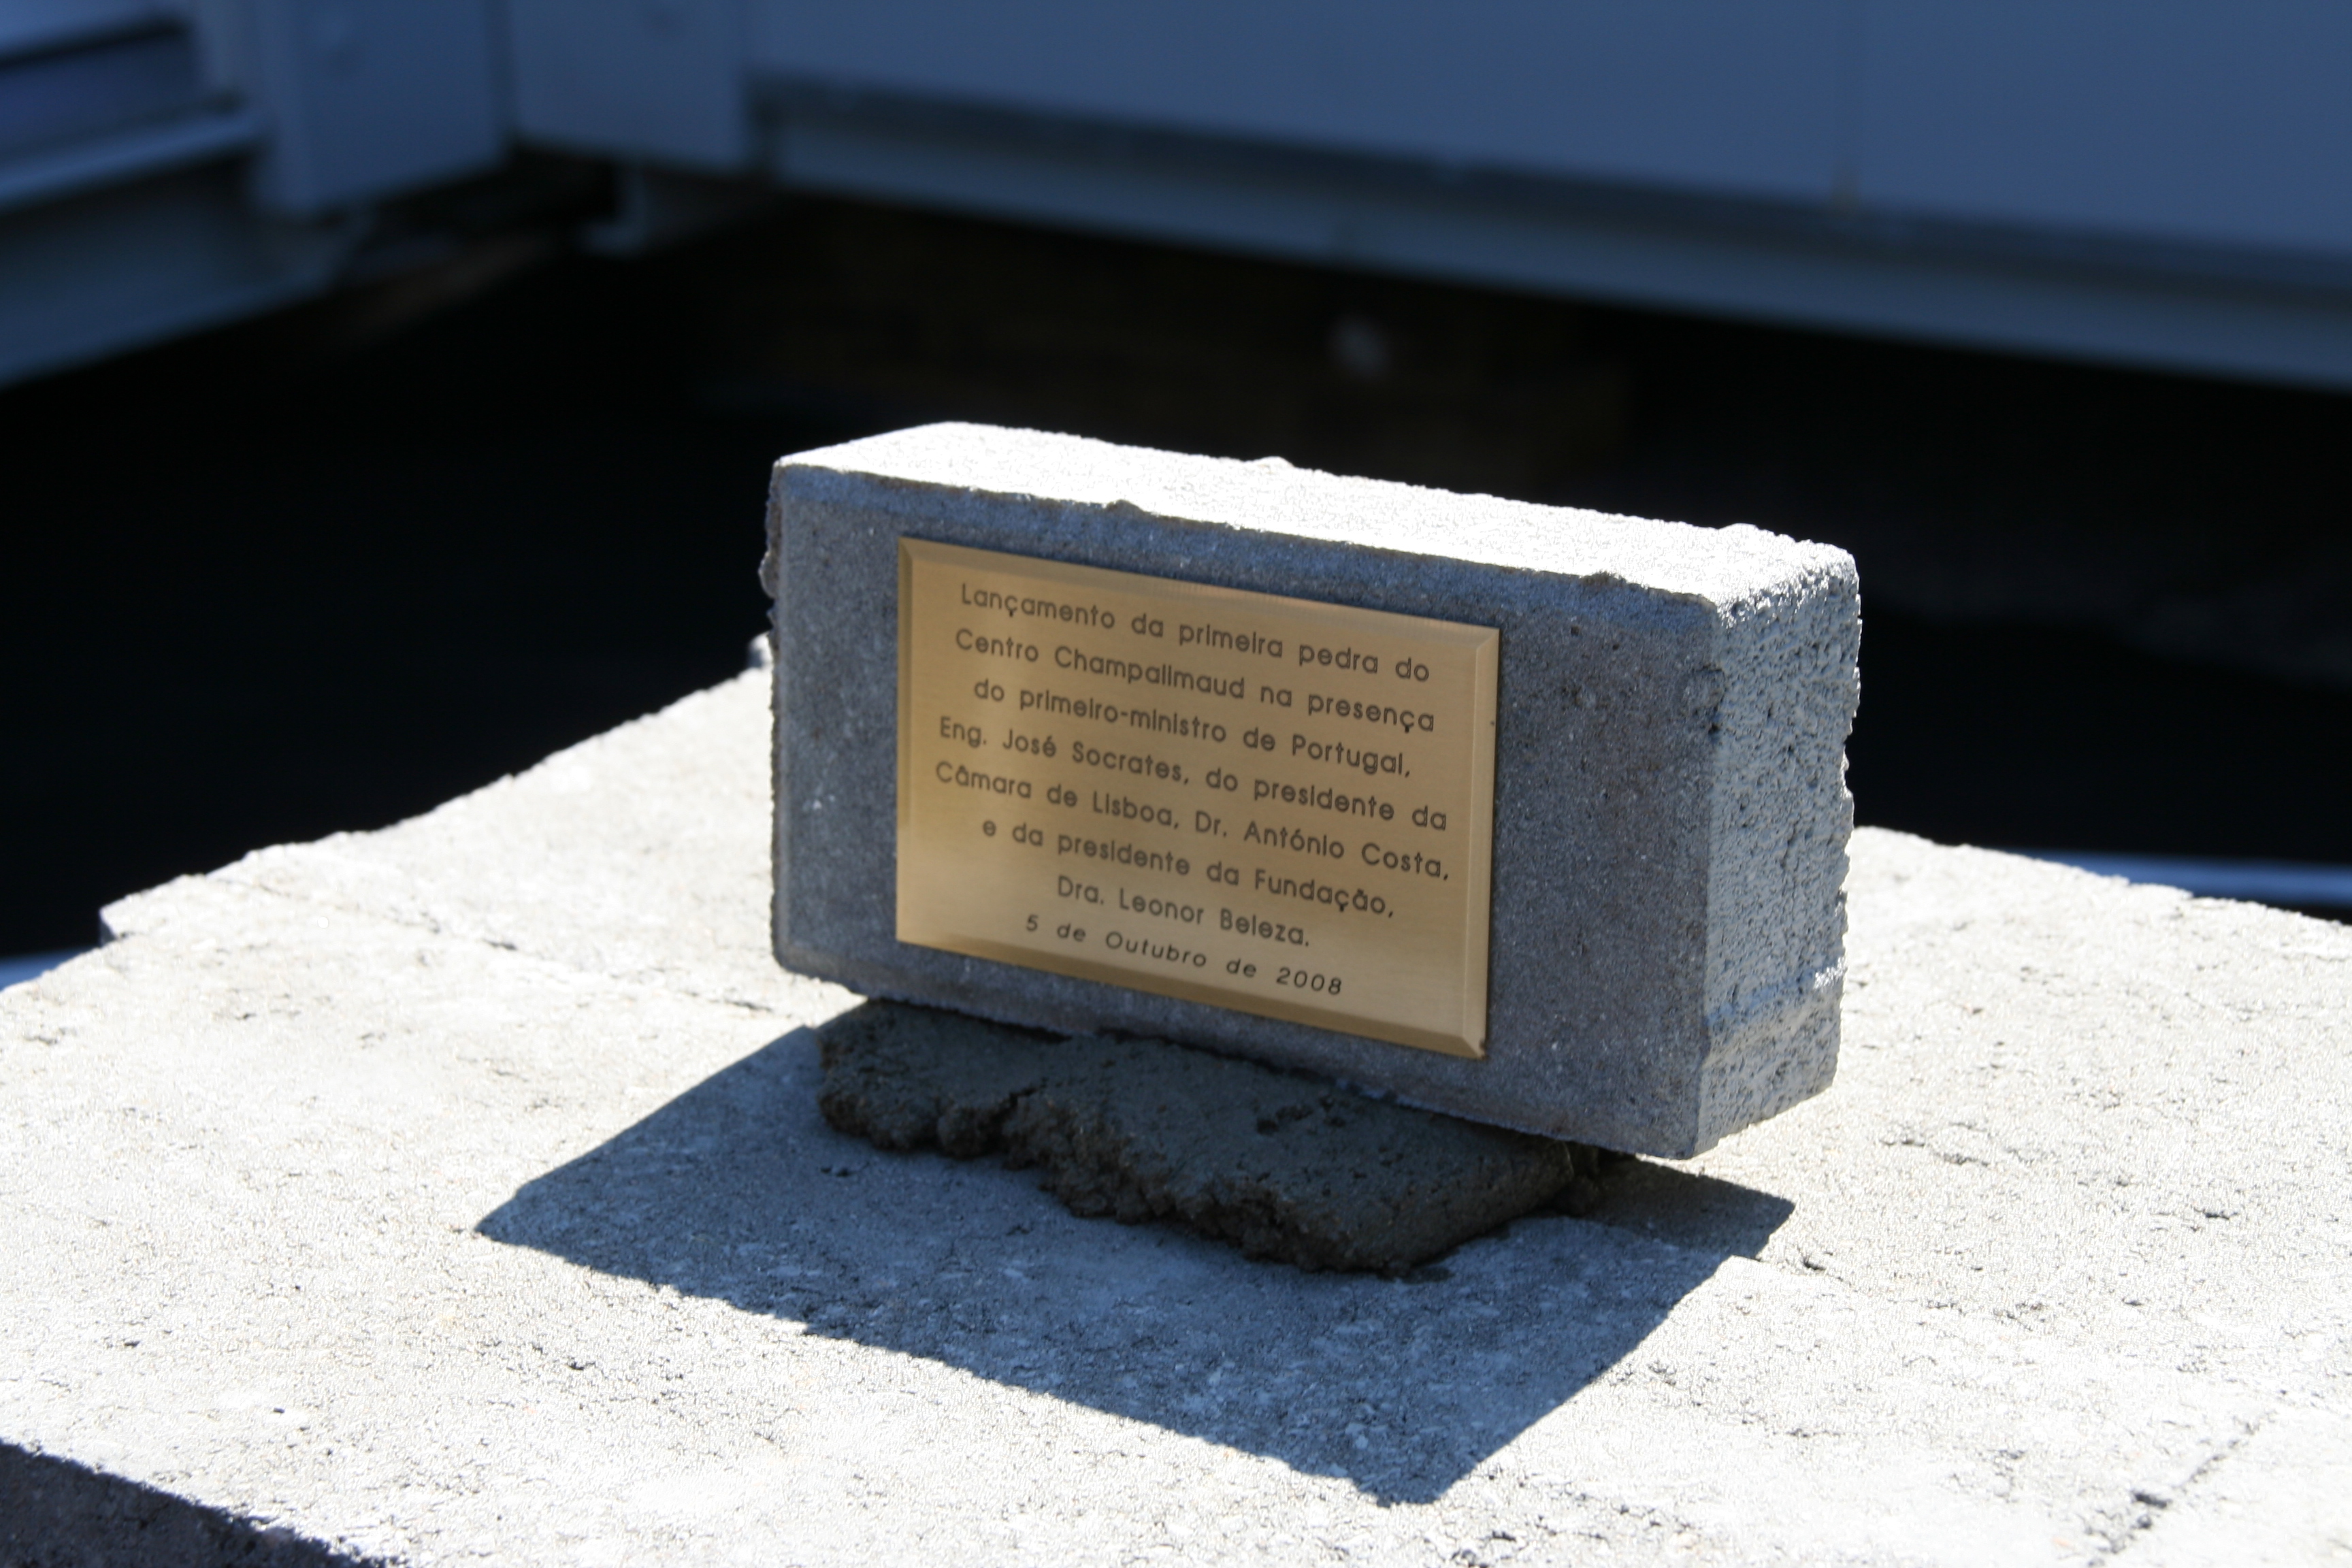 Lançamento da primeira pedra do
Centro Champalimaud na presença
do primeiro-ministro de Portugal,
Eng. José Socrates, do presidente da
Câmara de Lisboa, Dr. António Costa,
e da presidente da Fundação,
Dra. Leonor Beleza.
5 de Outubro de 2008